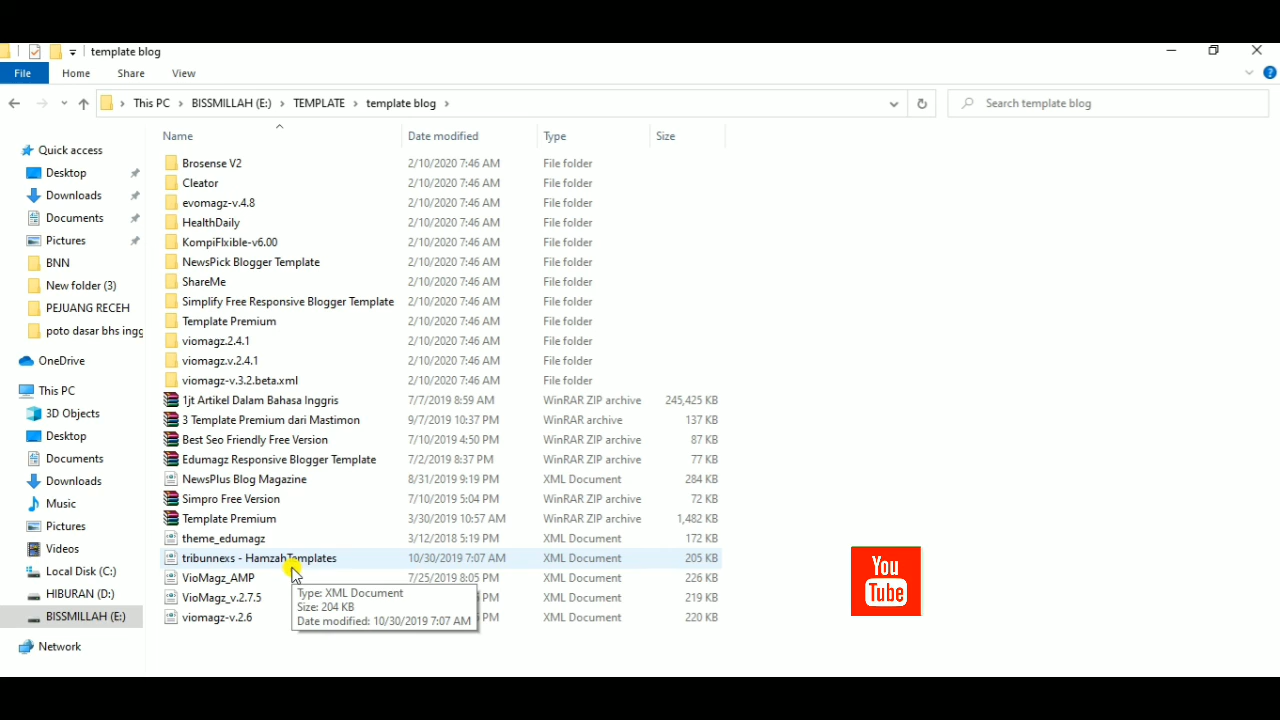 template blog
File Home Share View
This PC BISSMILLAH (E:) TEMPLATE template blog
Search template blog
Name Date modified Type Size
Quick access
Desktop
Downloads
Documents
Pictures
BNN
New folder (3)
PEJUANG RECEH
poto dasar bhs ingg
OneDrive
This PC
3D Objects
Desktop
Documents
Downloads
Music
Pictures
Videos
Local Disk (C:)
HIBURAN (D:)
BISSMILLAH (E:)
Network
Brosense V2 2/10/2020 7:46 AM File folder
Cleator 2/10/2020 7:46 AM File folder
evomagz-v.4.8 2/10/2020 7:46 AM File folder
HealthDaily 2/10/2020 7:46 AM File folder
KompiFlxible-v6.00 2/10/2020 7:46 AM File folder
NewsPick Blogger Template 2/10/2020 7:46 AM File folder
ShareMe 2/10/2020 7:46 AM File folder
Simplify Free Responsive Blogger Template 2/10/2020 7:46 AM File folder
Template Premium 2/10/2020 7:46 AM File folder
viomagz.2.4.1 2/10/2020 7:46 AM File folder
viomagz.v.2.4.1 2/10/2020 7:46 AM File folder
viomagz-v.3.2.beta.xml 2/10/2020 7:46 AM File folder
1jt Artikel Dalam Bahasa Inggris 7/7/2019 8:59 AM WinRAR ZIP archive 245,425 KB
3 Template Premium dari Mastimon 9/7/2019 10:37 PM WinRAR archive 137 KB
Best Seo Friendly Free Version 7/10/2019 4:50 PM WinRAR ZIP archive 87 KB
Edumagz Responsive Blogger Template 7/2/2019 8:37 PM WinRAR ZIP archive 77 KB
NewsPlus Blog Magazine 8/31/2019 9:19 PM XML Document 284 KB
Simpro Free Version 7/10/2019 5:04 PM WinRAR ZIP archive 72 KB
Template Premium 3/30/2019 10:57 AM WinRAR ZIP archive 1,482 KB
theme_edumagz 3/12/2018 5:19 PM XML Document 172 KB
tribunnexs - HamzahTemplates 10/30/2019 7:07 AM XML Document 205 KB
VioMagz_AMP 7/25/2019 8:05 PM XML Document 226 KB
VioMagz_v.2.7.5 PM XML Document 219 KB
viomagz-v.2.6 PM XML Document 220 KB
Type: XML Document
Size: 204 KB
Date modified: 10/30/2019 7:07 AM
You
Tube